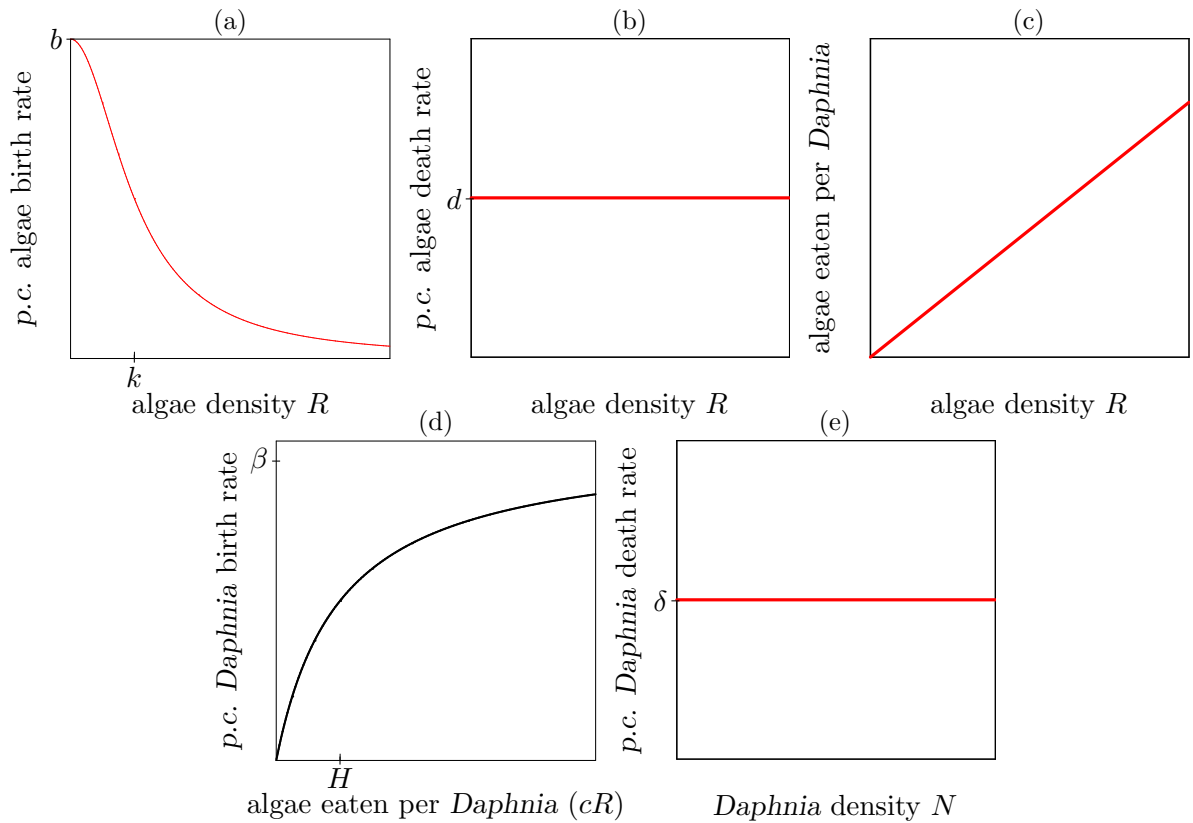 (a)
b
p.c. algae birth rate
k
algae density R
(b)
d
p.c. algae death rate
algae density R
(c)
algae eaten per Daphnia
algae density R
(d)
β
p.c. Daphnia birth rate
H
algae eaten per Daphnia (cR)
(e)
δ
p.c. Daphnia death rate
Daphnia density N